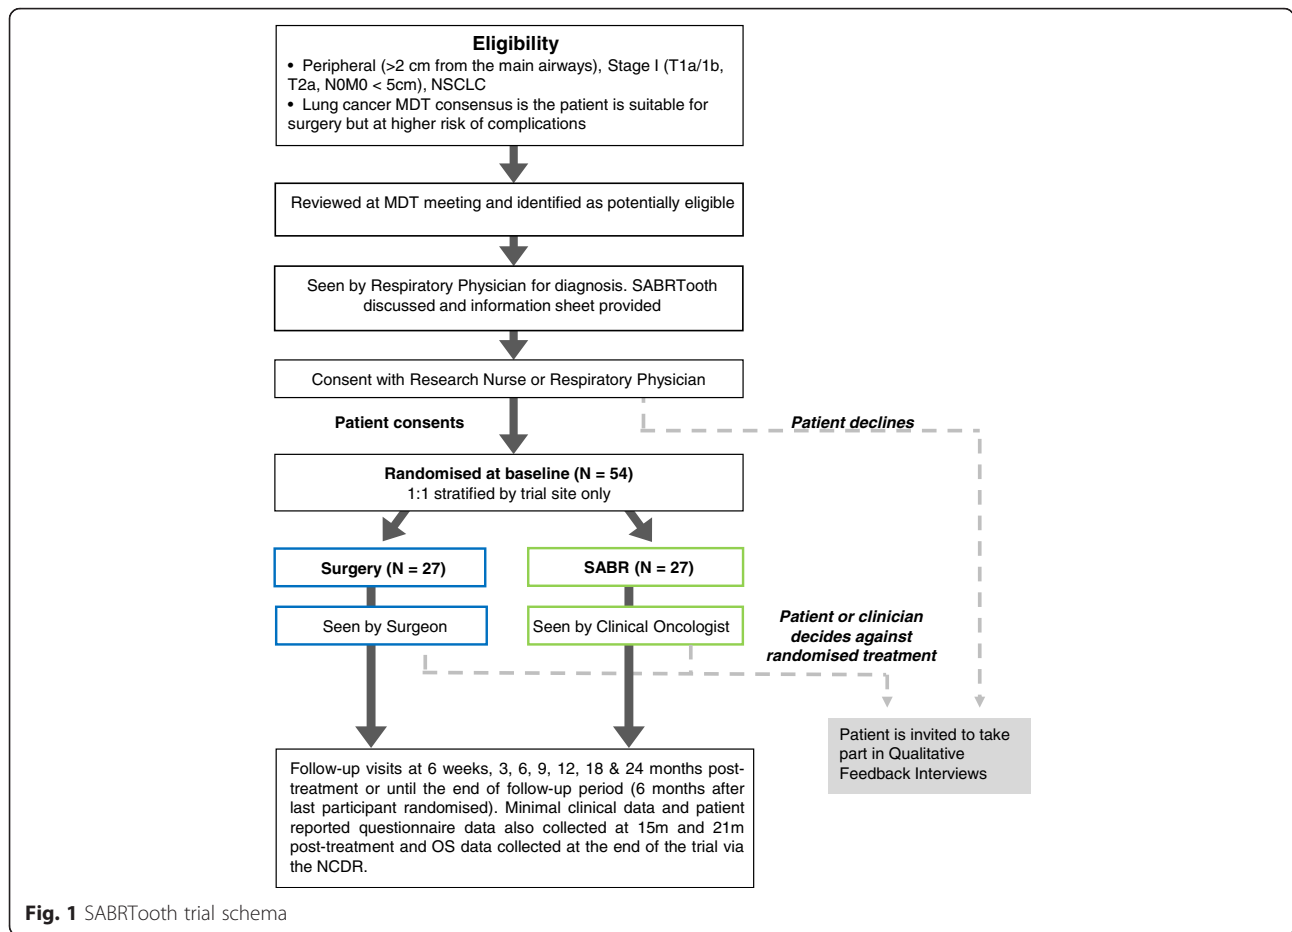 Eligibility
• Peripheral (>2 cm from the main airways), Stage I (T1a/1b,
T2a, N0M0 < 5cm), NSCLC
• Lung cancer MDT consensus is the patient is suitable for
surgery but at higher risk of complications
Reviewed at MDT meeting and identified as potentially eligible
Seen by Respiratory Physician for diagnosis. SABRTooth
discussed and information sheet provided
Consent with Research Nurse or Respiratory Physician
Patient consents
Patient declines
Randomised at baseline (N = 54)
1:1 stratified by trial site only
Surgery (N = 27)
SABR (N = 27)
Seen by Surgeon
Seen by Clinical Oncologist
Patient or clinician
decides against
randomised treatment
Patient is invited to take
part in Qualitative
Feedback Interviews
Follow-up visits at 6 weeks, 3, 6, 9, 12, 18 & 24 months post-
treatment or until the end of follow-up period (6 months after
last participant randomised). Minimal clinical data and patient
reported questionnaire data also collected at 15m and 21m
post-treatment and OS data collected at the end of the trial via
the NCDR.
Fig. 1 SABRTooth trial schema